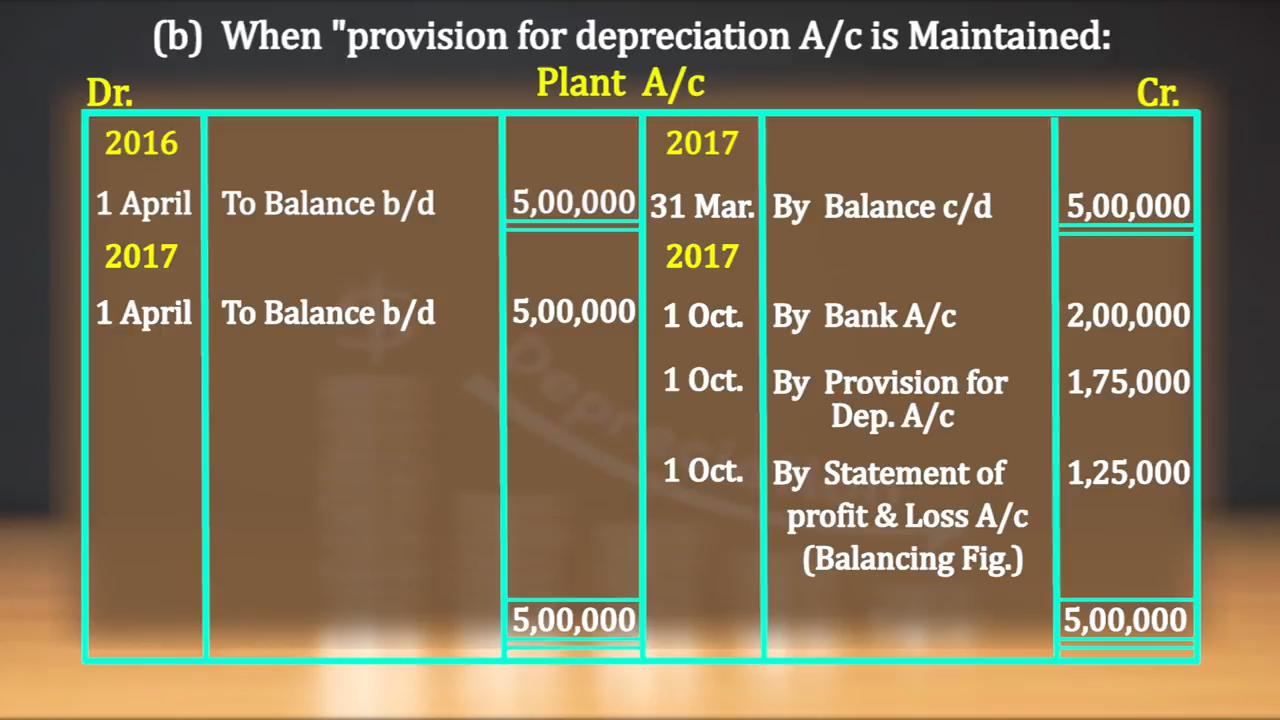 (b) When "provision for depreciation A/c is Maintained:
Plant A/c
Dr.
Cr.
2016
2017
1 April To Balance b/d 5,00,000 31 Mar. By Balance c/d 5,00,000
2017
2017
1 April To Balance b/d 5,00,000 1 Oct. By Bank A/c 2,00,000
1 Oct. By Provision for 1,75,000
Dep. A/c
1 Oct. By Statement of 1,25,000
profit & Loss A/c
(Balancing Fig.)
5,00,000 5,00,000
Depreciation